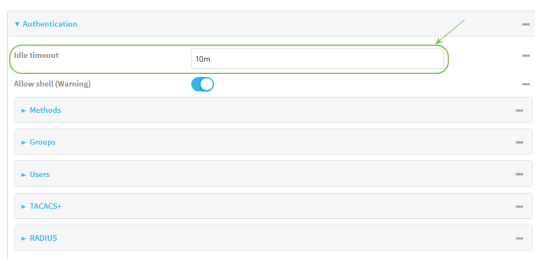 Authentication
Idle timeout
10m
Allow shell (Warning)
Methods
Groups
Users
TACACS+
RADIUS